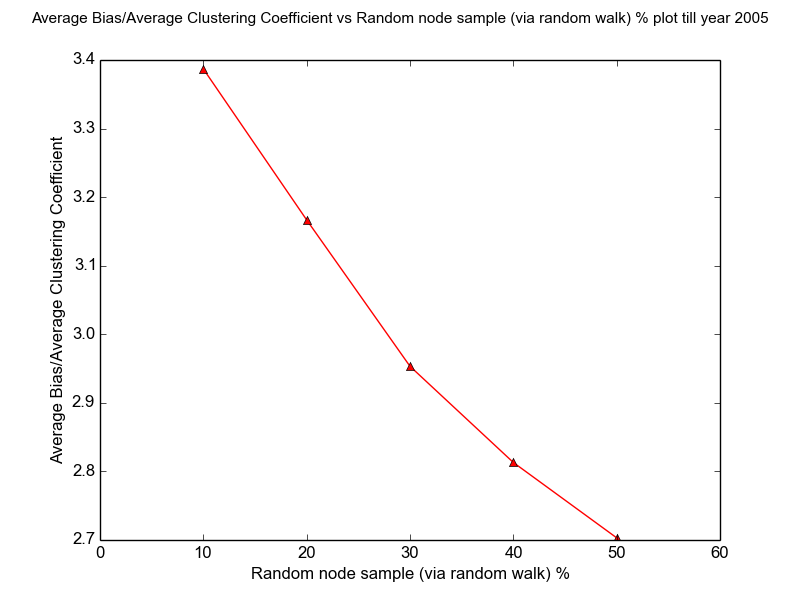 Average Bias/Average Clustering Coefficient vs Random node sample (via random walk) % plot till year 2005
3.4
3.3
3.2
3.1
3.0
2.9
2.8
2.7
Average Bias/Average Clustering Coefficient
0 10 20 30 40 50 60
Random node sample (via random walk) %